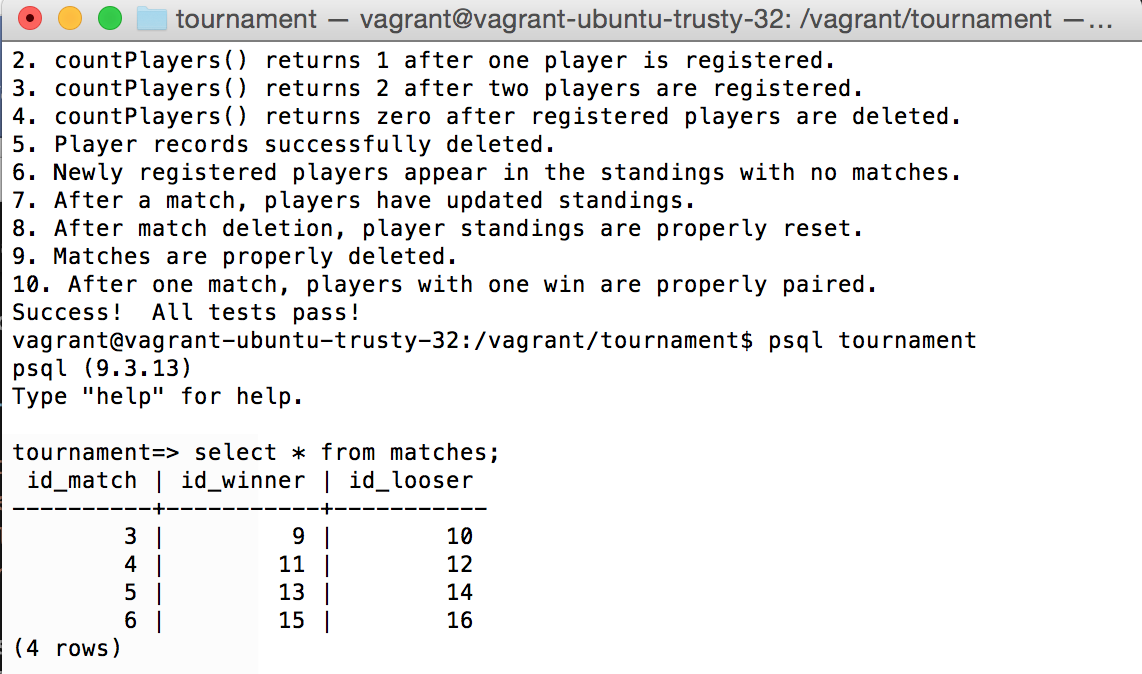 tournament — vagrant@vagrant-ubuntu-trusty-32: /vagrant/tournament —...
2. countPlayers() returns 1 after one player is registered.
3. countPlayers() returns 2 after two players are registered.
4. countPlayers() returns zero after registered players are deleted.
5. Player records successfully deleted.
6. Newly registered players appear in the standings with no matches.
7. After a match, players have updated standings.
8. After match deletion, player standings are properly reset.
9. Matches are properly deleted.
10. After one match, players with one win are properly paired.
Success!  All tests pass!
vagrant@vagrant-ubuntu-trusty-32:/vagrant/tournament$ psql tournament
psql (9.3.13)
Type "help" for help.
tournament=> select * from matches;
 id_match | id_winner | id_looser
----------+-----------+-----------
        3 |         9 |        10
        4 |        11 |        12
        5 |        13 |        14
        6 |        15 |        16
(4 rows)